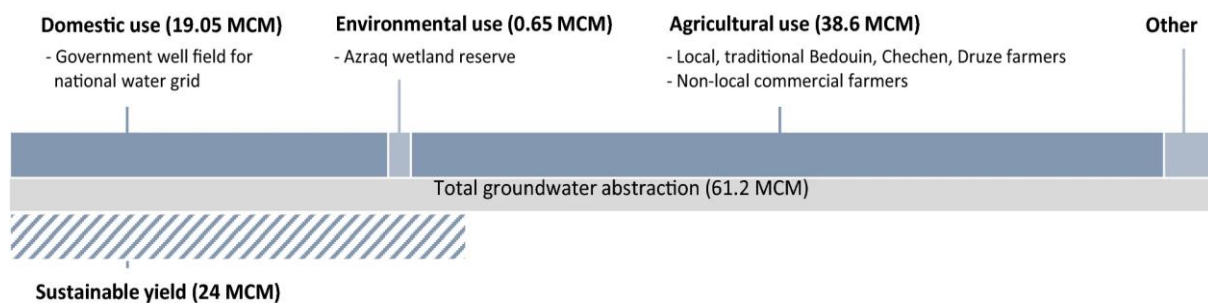 Domestic use (19.05 MCM)
- Government well field for
national water grid
Environmental use (0.65 MCM)
- Azraq wetland reserve
Agricultural use (38.6 MCM)
- Local, traditional Bedouin, Chechen, Druze farmers
- Non-local commercial farmers
Other
Total groundwater abstraction (61.2 MCM)
Sustainable yield (24 MCM)